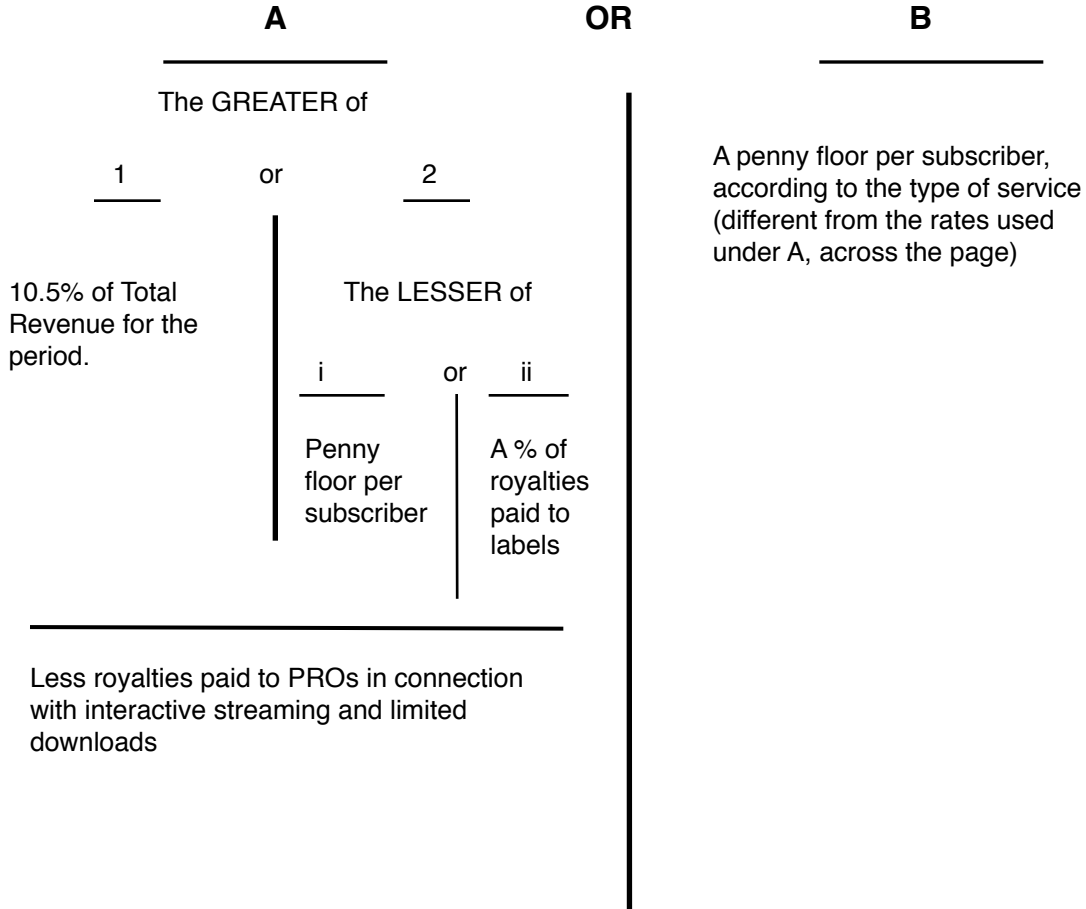 A
OR
B
The GREATER of
1
or
2
10.5% of Total
Revenue for the
period.
The LESSER of
i
or
ii
Penny
floor per
subscriber
A % of
royalties
paid to
labels
Less royalties paid to PROs in connection
with interactive streaming and limited
downloads
A penny floor per subscriber,
according to the type of service
(different from the rates used
under A, across the page)